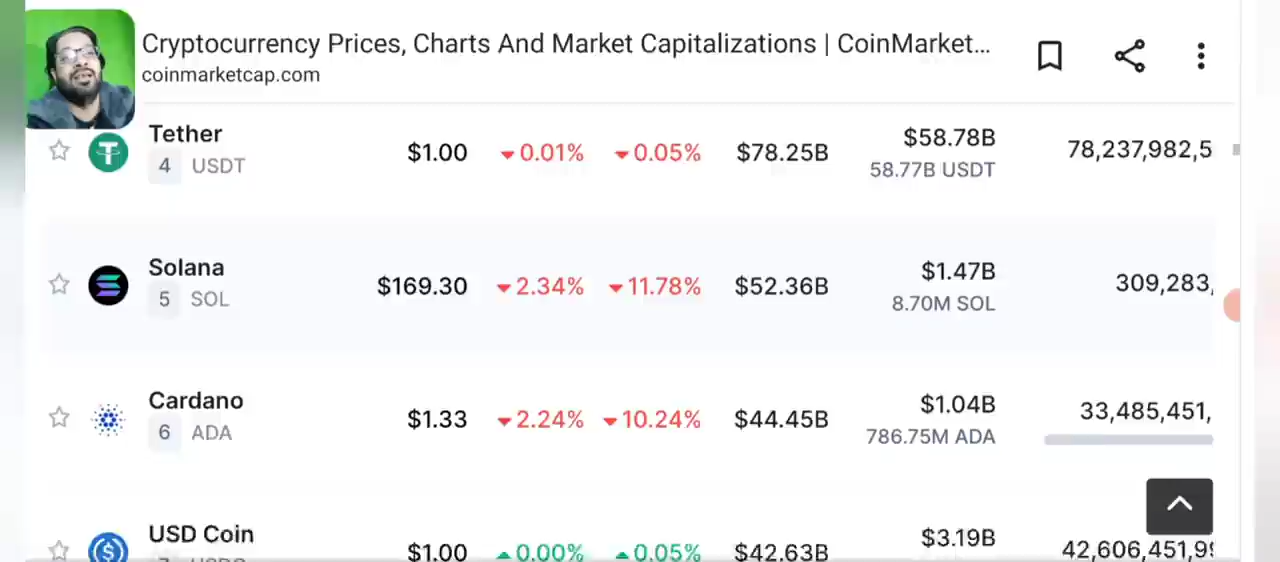 Cryptocurrency Prices, Charts And Market Capitalizations | CoinMarket...
coinmarketcap.com
Tether $1.00 0.01% 0.05% $78.25B $58.78B 78,237,982,5
4 USDT 58.77B USDT
Solana $169.30 2.34% 11.78% $52.36B $1.47B 309,283,
5 SOL 8.70M SOL
Cardano $1.33 2.24% 10.24% $44.45B $1.04B 33,485,451,
6 ADA 786.75M ADA
USD Coin $1.00 0.00% 0.05% $42.63B $3.19B 42,606,451,9